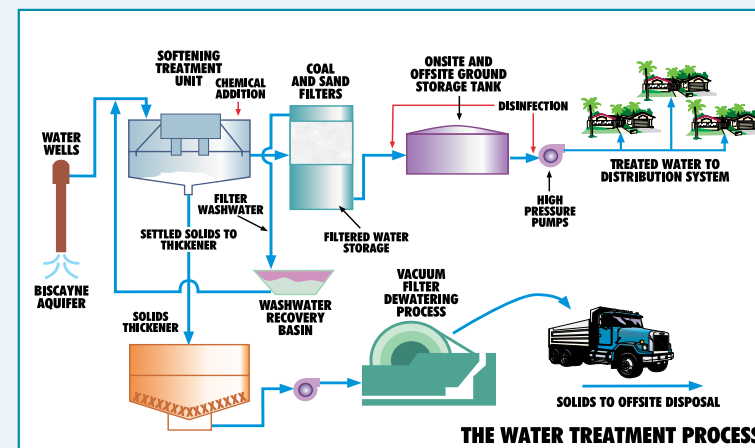 SOFTENING
TREATMENT
UNIT
CHEMICAL
ADDITION
COAL
AND SAND
FILTERS
ONSITE AND
OFFSITE GROUND
STORAGE TANK
DISINFECTION
WATER
WELLS
TREATED WATER TO
DISTRIBUTION SYSTEM
HIGH
PRESSURE
PUMPS
FILTER
WASHWATER
FILTERED WATER
STORAGE
SETTLED SOLIDS TO
THICKENER
BISCAYNE
AQUIFER
WASHWATER
RECOVERY
BASIN
VACUUM
FILTER
DEWATERING
PROCESS
SOLIDS
THICKENER
SOLIDS TO OFFSITE DISPOSAL
THE WATER TREATMENT PROCESS